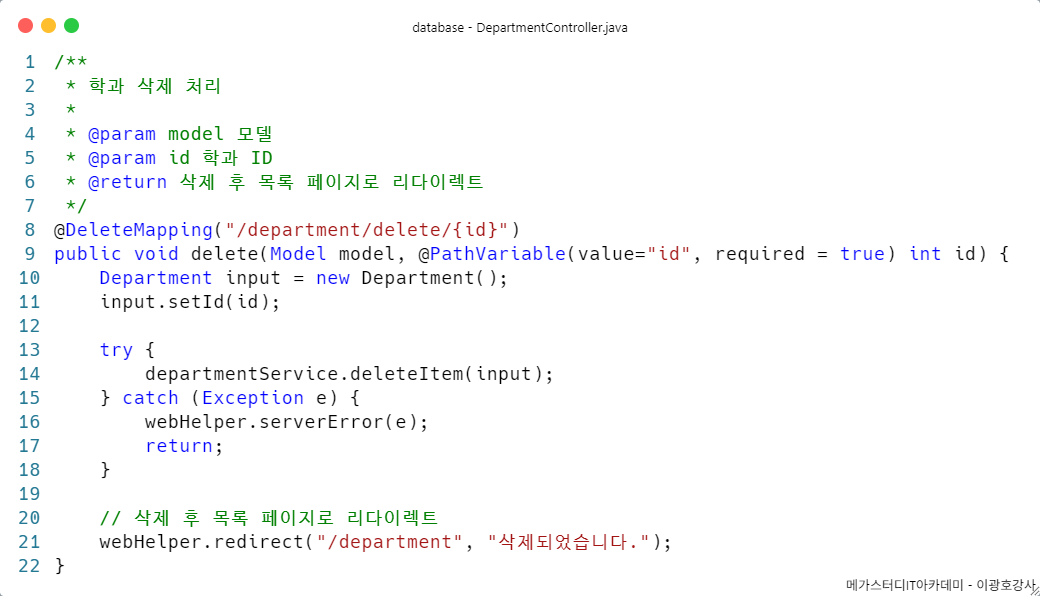 database - DepartmentController.java
1 /**
2  * 학과 삭제 처리
3  *
4  * @param model 모델
5  * @param id 학과 ID
6  * @return 삭제 후 목록 페이지로 리다이렉트
7  */
8 @DeleteMapping("/department/delete/{id}")
9 public void delete(Model model, @PathVariable(value="id", required = true) int id) {
10     Department input = new Department();
11     input.setId(id);
12
13     try {
14         departmentService.deleteItem(input);
15     } catch (Exception e) {
16         webHelper.serverError(e);
17         return;
18     }
19
20     // 삭제 후 목록 페이지로 리다이렉트
21     webHelper.redirect("/department", "삭제되었습니다.");
22 }
메가스터디IT아카데미 - 이광호강사